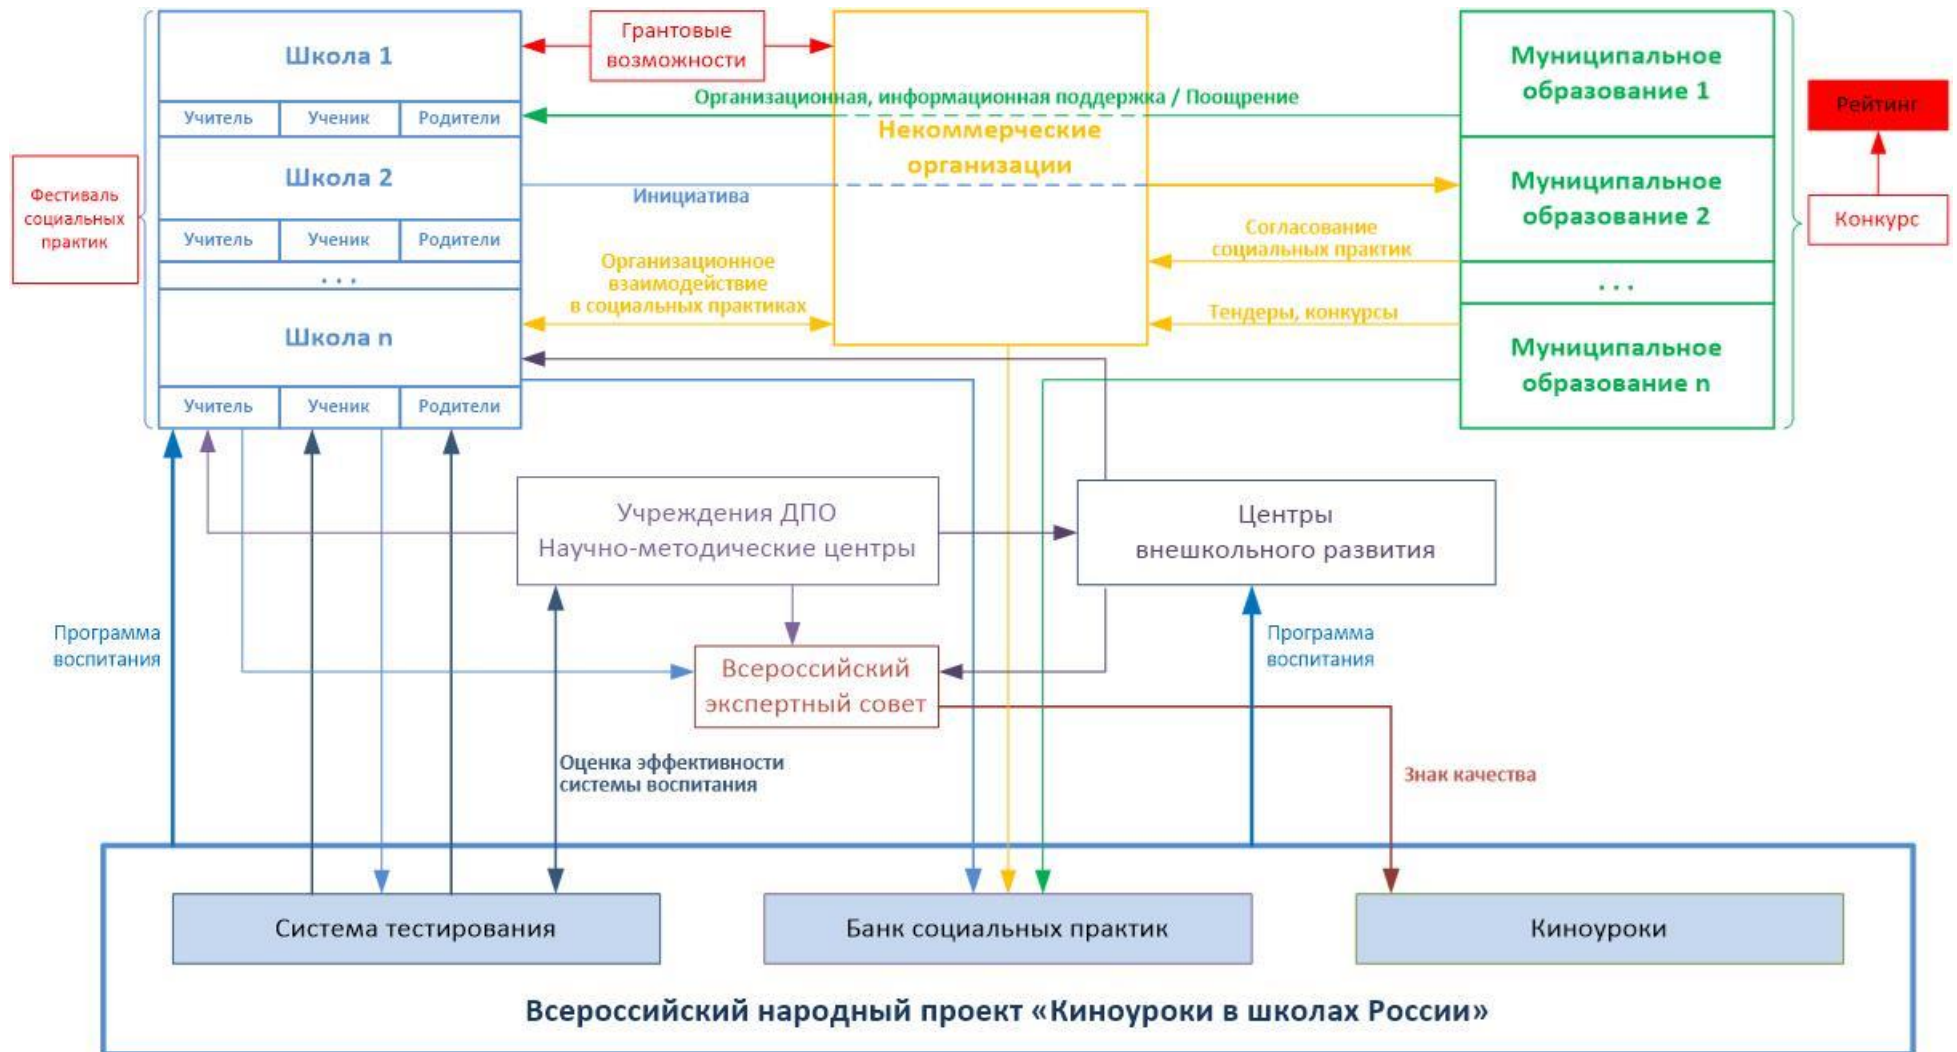 Школа 1
Учитель
Ученик
Родители
Школа 2
Учитель
Ученик
Родители
...
Школа n
Учитель
Ученик
Родители
Фестиваль
социальных
практик
Грантовые
возможности
Организационная, информационная поддержка / Поощрение
Некоммерческие
организации
Инициатива
Организационное
взаимодействие
в социальных практиках
Согласование
социальных практик
Тендеры, конкурсы
Муниципальное
образование 1
Муниципальное
образование 2
...
Муниципальное
образование n
Рейтинг
Конкурс
Учреждения ДПО
Научно-методические центры
Центры
внешкольного развития
Программа
воспитания
Всероссийский
экспертный совет
Программа
воспитания
Оценка эффективности
системы воспитания
Знак качества
Система тестирования
Банк социальных практик
Киноуроки
Всероссийский народный проект «Киноуроки в школах России»